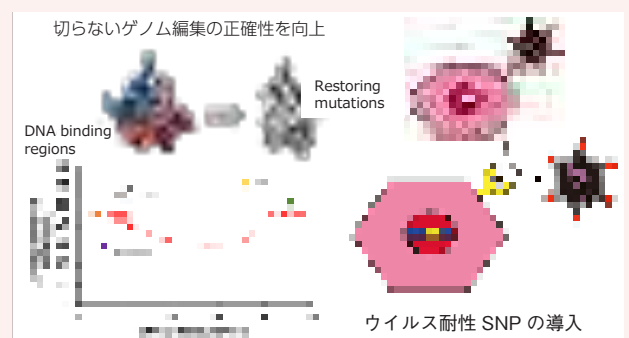 切らないゲノム編集の正確性を向上
Restoring
mutations
DNA binding
regions
ウイルス耐性 SNP の導入